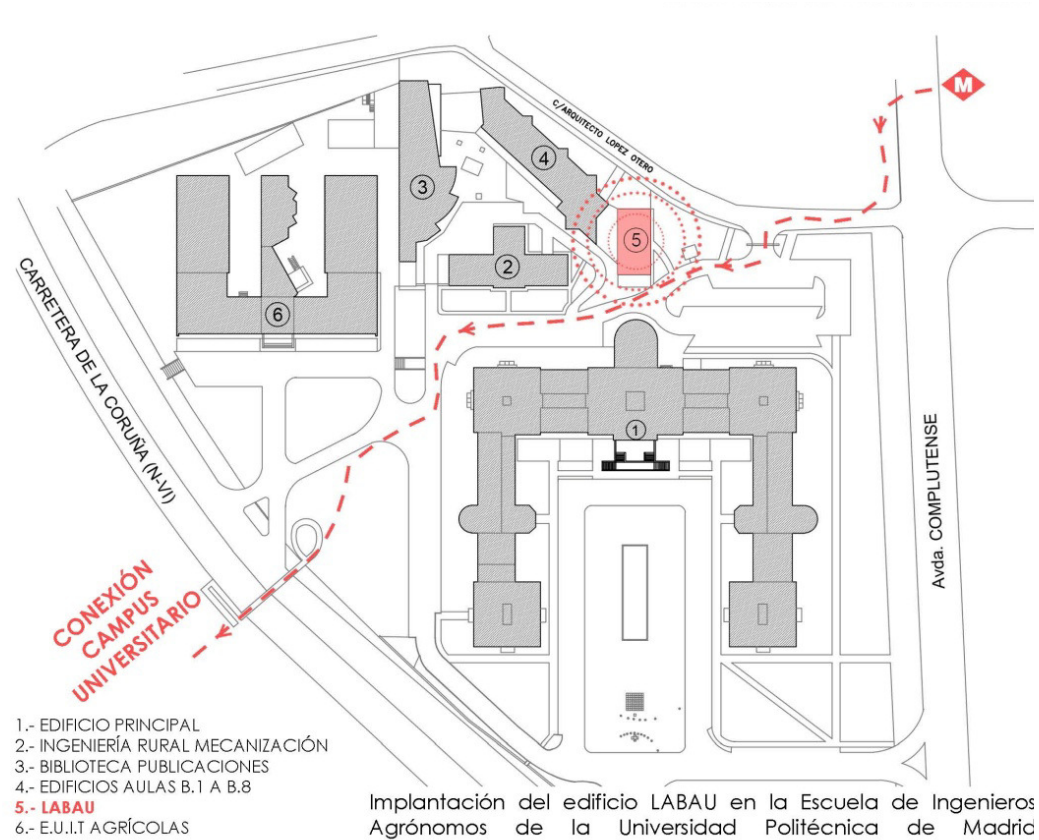 M
C/ARQUITECTO LOPEZ OTERO
4
3
5
2
6
CARRETERA DE LA CORUÑA (N-VI)
1
Avda. COMPLUTENSE
CONEXIÓN
CAMPUS
UNIVERSITARIO
1.- EDIFICIO PRINCIPAL
2.- INGENIERÍA RURAL MECANIZACIÓN
3.- BIBLIOTECA PUBLICACIONES
4.- EDIFICIOS AULAS B.1 A B.8
5.- LABAU
6.- E.U.I.T AGRÍCOLAS
Implantación del edificio LABAU en la Escuela de Ingenieros
Agrónomos de la Universidad Politécnica de Madrid